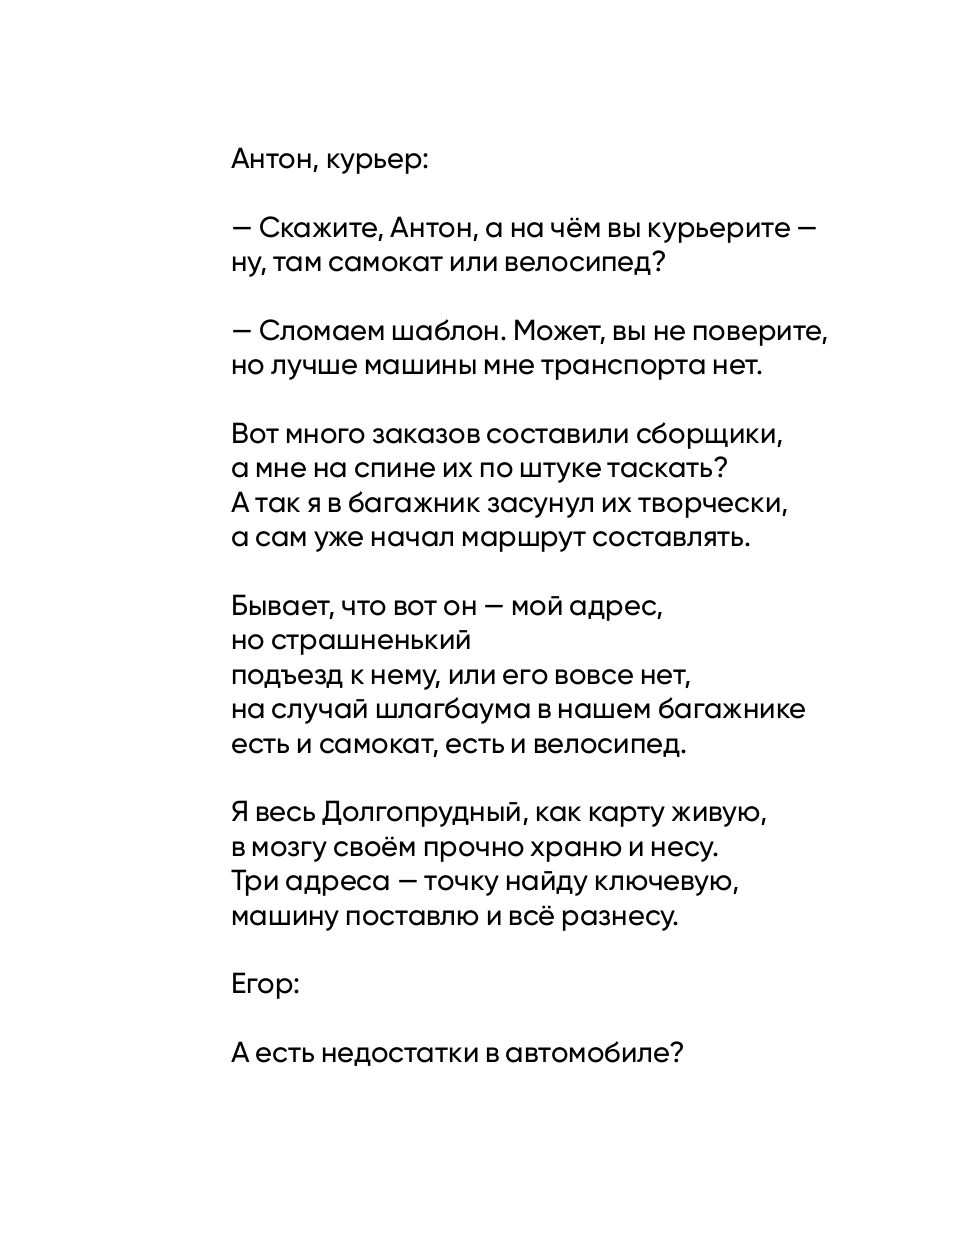 Антон, курьер:
— Скажите, Антон, а на чём вы курьерите —
ну, там самокат или велосипед?
— Сломаем шаблон. Может, вы не поверите,
но лучше машины мне транспорта нет.
Вот много заказов составили сборщики,
а мне на спине их по штуке таскать?
А так я в багажник засунул их творчески,
а сам уже начал маршрут составлять.
Бывает, что вот он — мой адрес,
но страшненький
подъезд к нему, или его вовсе нет,
на случай шлагбаума в нашем багажнике
есть и самокат, есть и велосипед.
Я весь Долгопрудный, как карту живую,
в мозгу своём прочно храню и несу.
Три адреса — точку найду ключевую,
машину поставлю и всё разнесу.
Егор:
А есть недостатки в автомобиле?